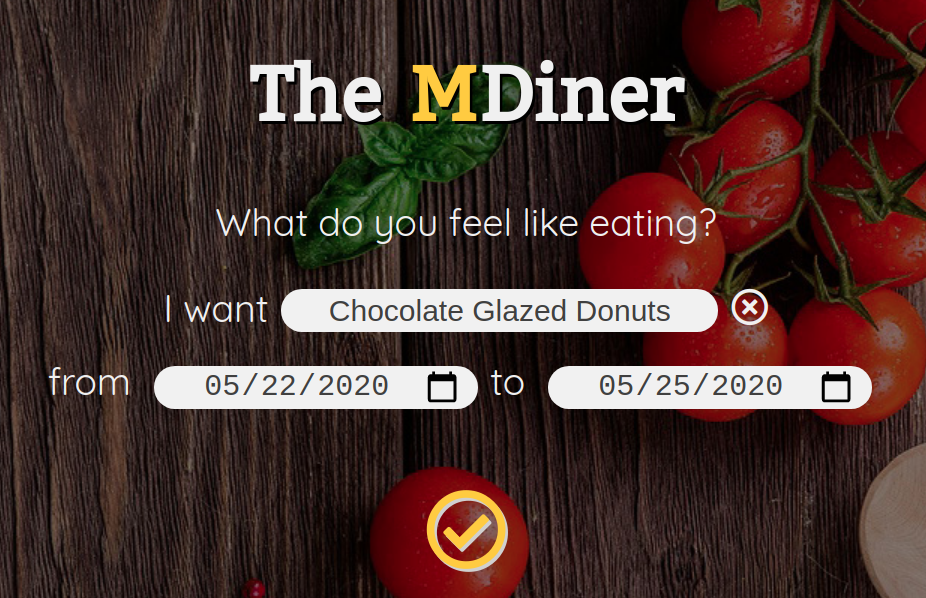 The MDiner
What do you feel like eating?
I want Chocolate Glazed Donuts
from 05/22/2020 to 05/25/2020